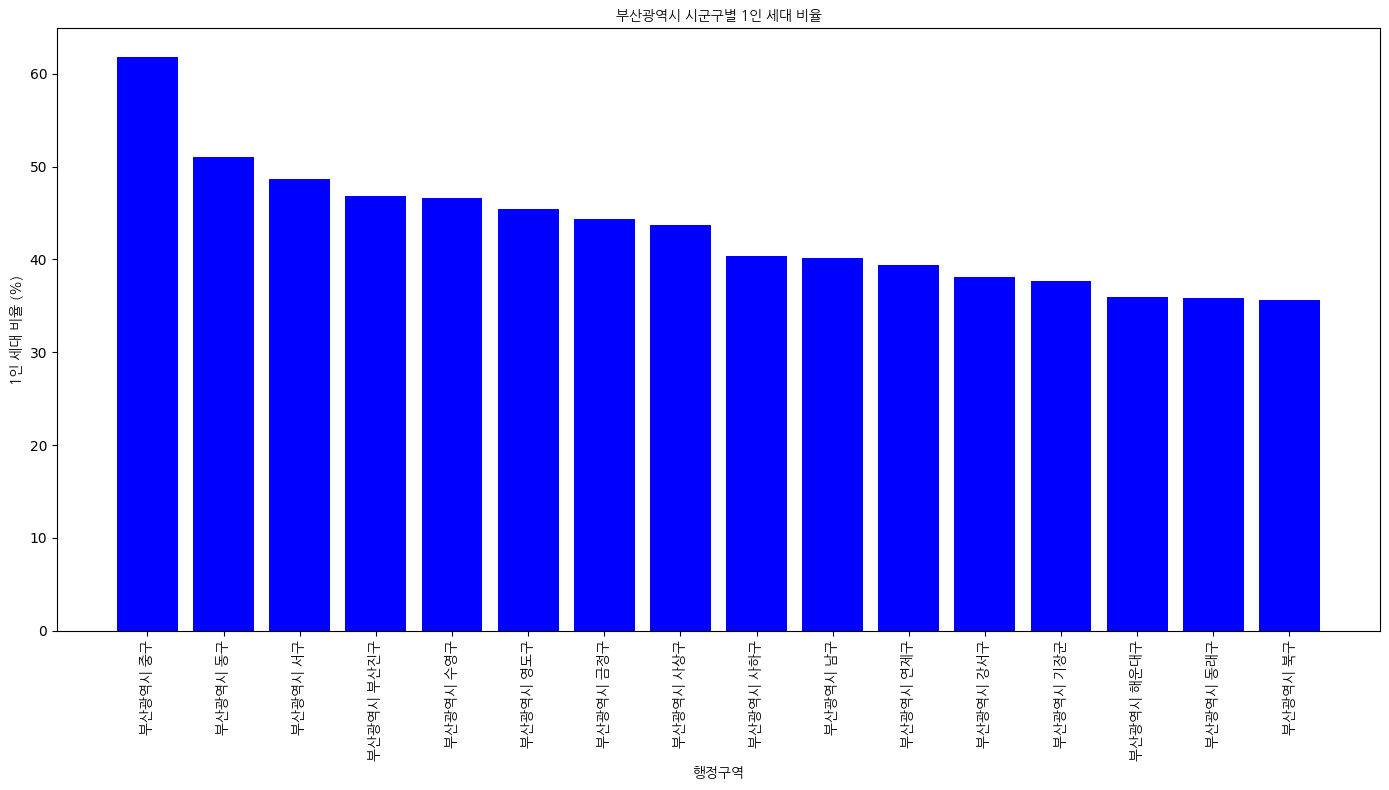 부산광역시 시군구별 1인 세대 비율
1인 세대 비율 (%)
60
50
40
30
20
10
0
부산광역시 중구
부산광역시 동구
부산광역시 서구
부산광역시 부산진구
부산광역시 수영구
부산광역시 영도구
부산광역시 금정구
부산광역시 사상구
부산광역시 사하구
부산광역시 남구
부산광역시 연제구
부산광역시 강서구
부산광역시 기장군
부산광역시 해운대구
부산광역시 동래구
부산광역시 북구
행정구역